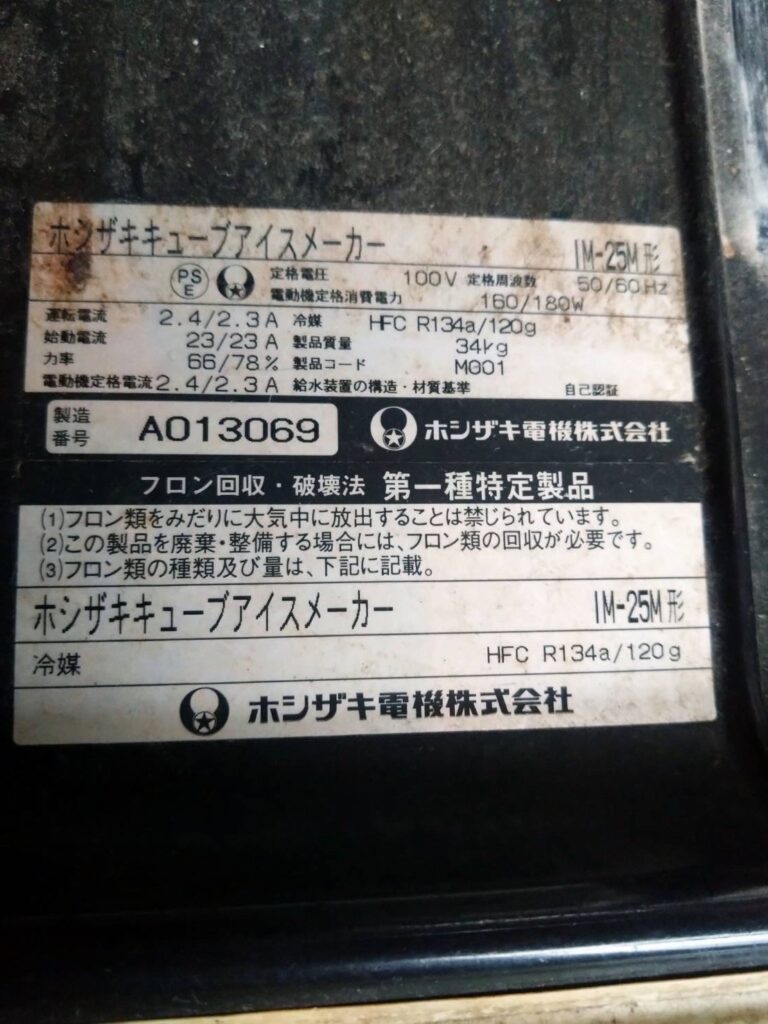 ホシザキキューブアイスメーカー IM-25M形
PSE 定格電圧 100V 定格周波数 50/60Hz
電動機定格消費電力 160/180W
運転電流 2.4/2.3A 冷媒 HFC R134a/120g
始動電流 23/23A 製品質量 34kg
力率 66/78% 製品コード M001
電動機定格電流 2.4/2.3A 給水装置の構造・材質基準 自己認証
製造番号 A013069 ホシザキ電機株式会社
フロン回収・破壊法 第一種特定製品
(1)フロン類をみだりに大気中に放出することは禁じられています。
(2)この製品を廃棄・整備する場合には、フロン類の回収が必要です。
(3)フロン類の種類及び量は、下記に記載。
ホシザキキューブアイスメーカー IM-25M形
冷媒 HFC R134a/120g
ホシザキ電機株式会社